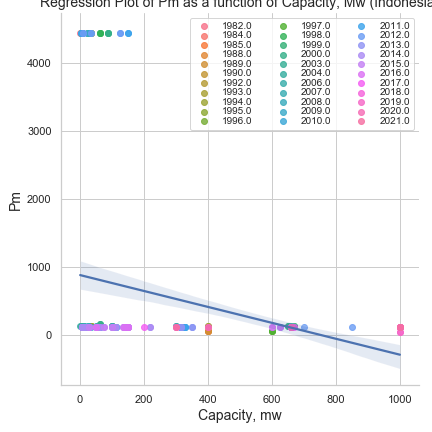 Regression Plot of Pm as a function of Capacity, Mw (Indonesia
1982.0 1997.0 2011.0
1984.0 1998.0 2012.0
1985.0 1999.0 2013.0
1988.0 2000.0 2014.0
1989.0 2003.0 2015.0
1990.0 2004.0 2016.0
1992.0 2006.0 2017.0
1993.0 2007.0 2018.0
1994.0 2008.0 2019.0
1995.0 2009.0 2020.0
1996.0 2010.0 2021.0
4000
3000
2000
1000
0
Pm
0 200 400 600 800 1000
Capacity, mw